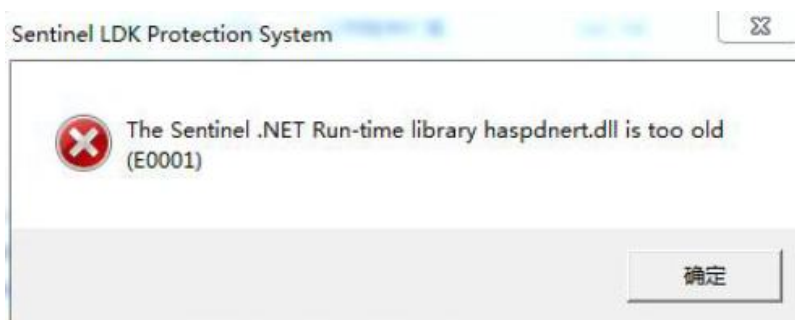 Sentinel LDK Protection System
The Sentinel .NET Run-time library haspdnert.dll is too old
(E0001)
确定